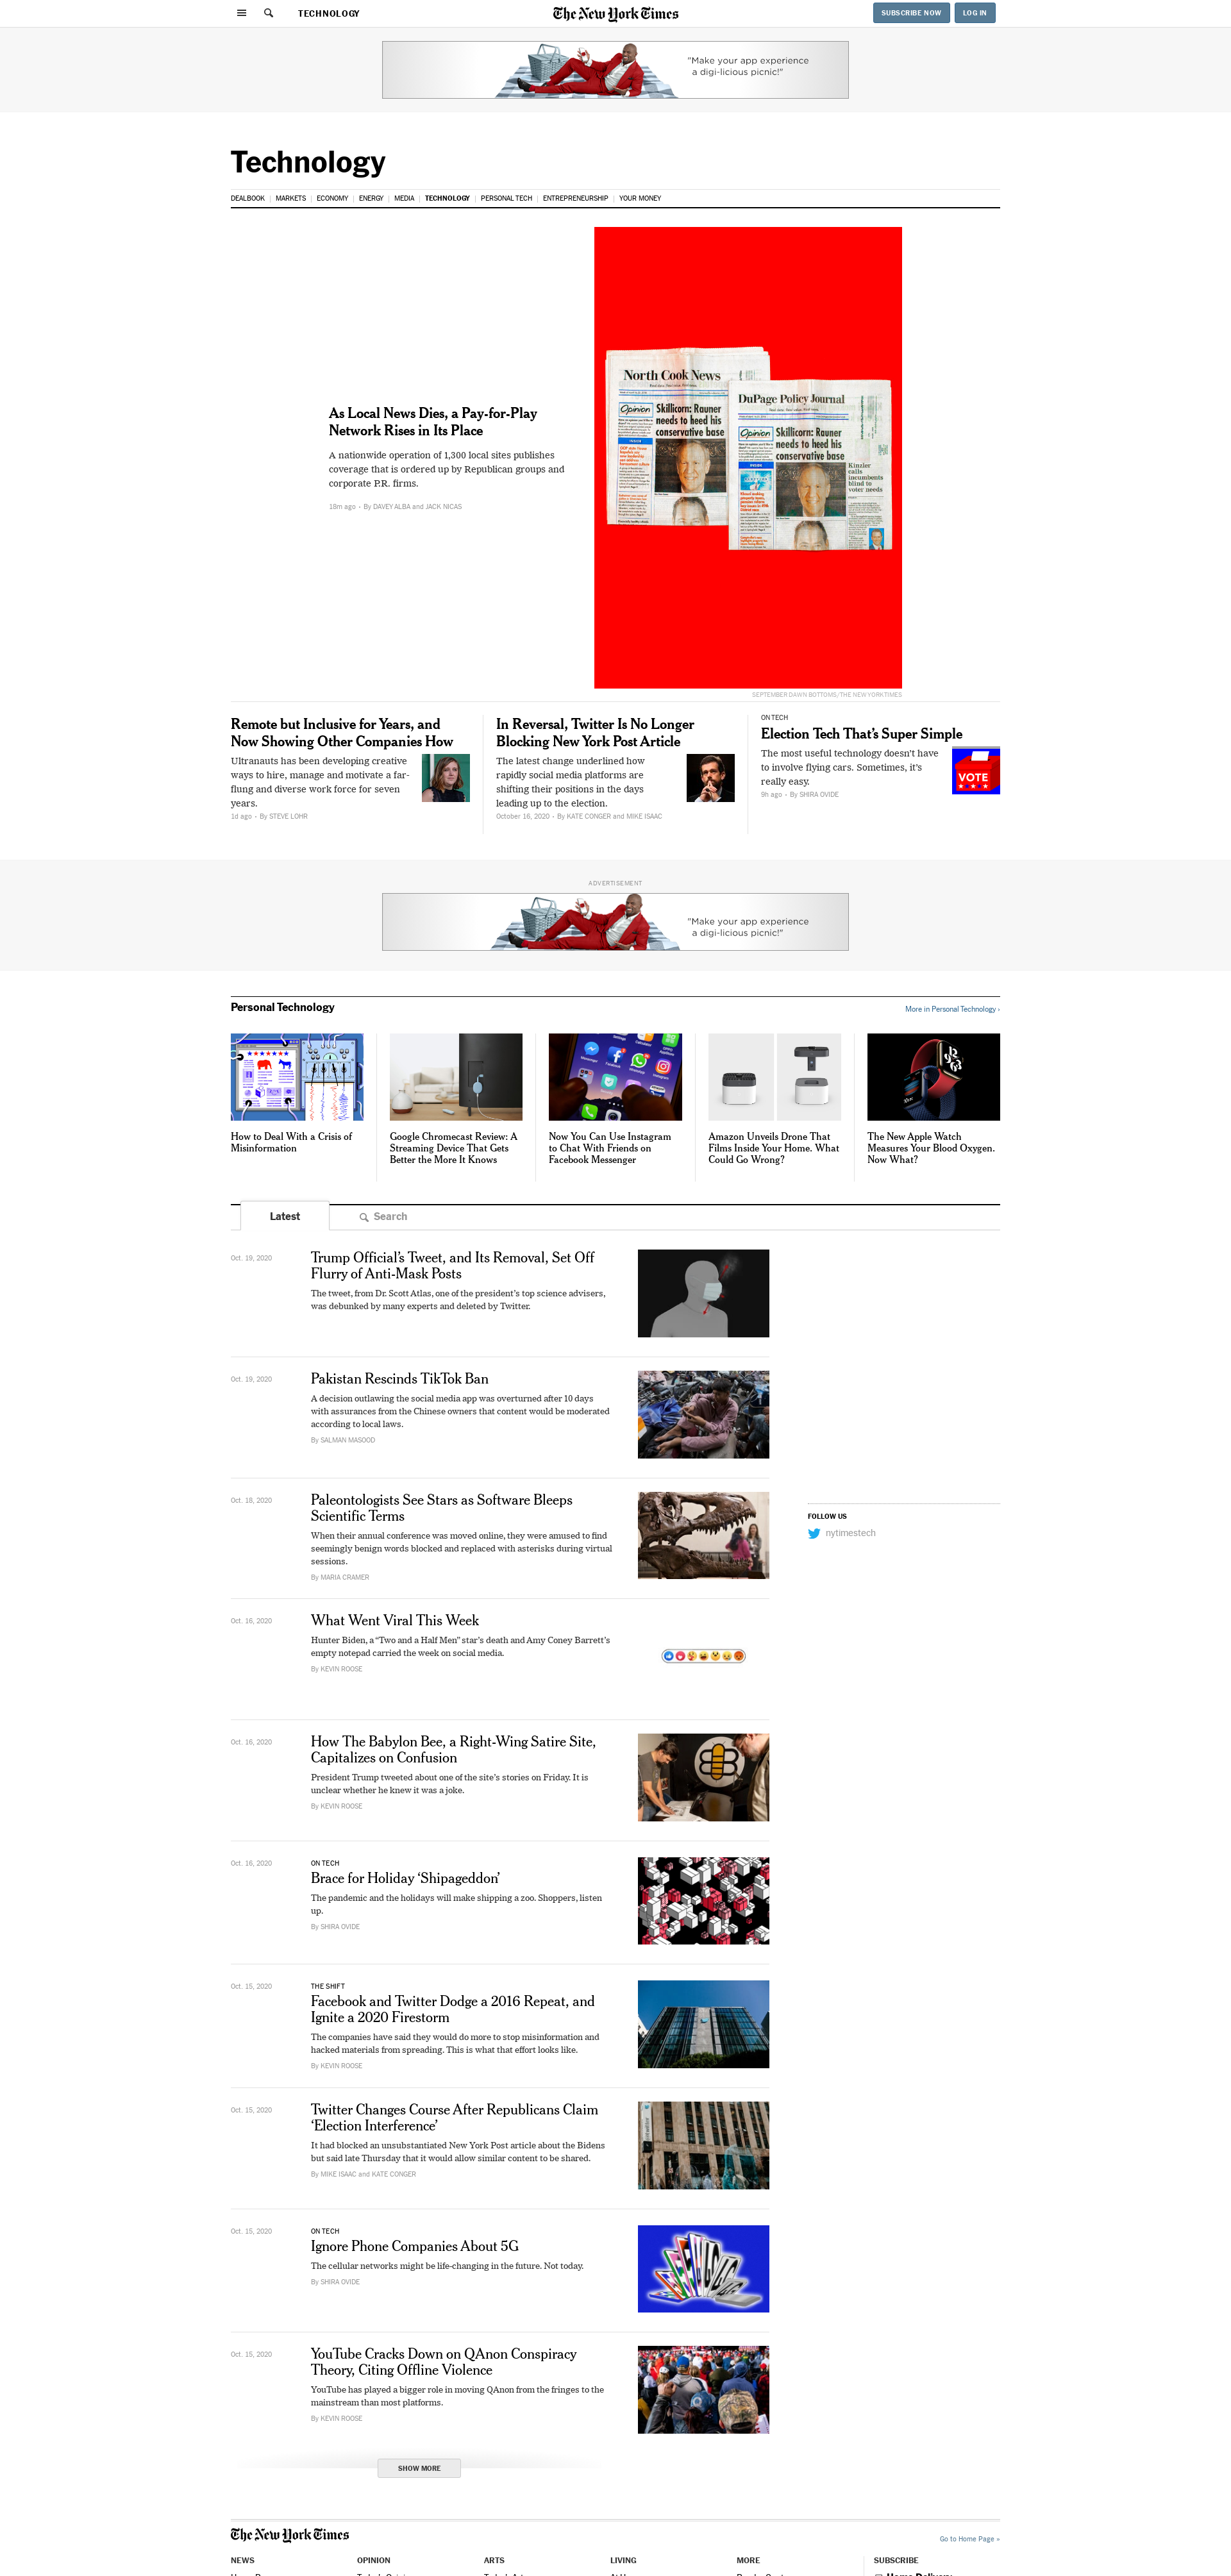 TECHNOLOGY
The New York Times
SUBSCRIBE NOW
LOG IN
"Make your app experience
a digi-licious picnic!"
Technology
DEALBOOK
MARKETS
ECONOMY
ENERGY
MEDIA
TECHNOLOGY
PERSONAL TECH
ENTREPRENEURSHIP
YOUR MONEY
As Local News Dies, a Pay-for-Play
Network Rises in Its Place
A nationwide operation of 1,300 local sites publishes
coverage that is ordered up by Republican groups and
corporate P.R. firms.
18m ago • By DAVEY ALBA and JACK NICAS
North Cook News
Opinion
Skillicorn: Rauner
needs to heed his
conservative base
DuPage Policy Journal
Opinion
Skillicorn: Rauner
needs to heed his
conservative base
Kinzler
calls
incumbents
blind to
voter needs
SEPTEMBER DAWN BOTTOMS/THE NEW YORK TIMES
Remote but Inclusive for Years, and
Now Showing Other Companies How
Ultranauts has been developing creative
ways to hire, manage and motivate a far-
flung and diverse work force for seven
years.
1d ago • By STEVE LOHR
In Reversal, Twitter Is No Longer
Blocking New York Post Article
The latest change underlined how
rapidly social media platforms are
shifting their positions in the days
leading up to the election.
October 16, 2020 • By KATE CONGER and MIKE ISAAC
ON TECH
Election Tech That’s Super Simple
The most useful technology doesn’t have
to involve flying cars. Sometimes, it’s
really easy.
9h ago • By SHIRA OVIDE
VOTE
ADVERTISEMENT
"Make your app experience
a digi-licious picnic!"
Personal Technology
More in Personal Technology ›
How to Deal With a Crisis of
Misinformation
Google Chromecast Review: A
Streaming Device That Gets
Better the More It Knows
Now You Can Use Instagram
to Chat With Friends on
Facebook Messenger
Amazon Unveils Drone That
Films Inside Your Home. What
Could Go Wrong?
The New Apple Watch
Measures Your Blood Oxygen.
Now What?
Latest
Search
Oct. 19, 2020
Trump Official’s Tweet, and Its Removal, Set Off
Flurry of Anti-Mask Posts
The tweet, from Dr. Scott Atlas, one of the president’s top science advisers,
was debunked by many experts and deleted by Twitter.
Oct. 19, 2020
Pakistan Rescinds TikTok Ban
A decision outlawing the social media app was overturned after 10 days
with assurances from the Chinese owners that content would be moderated
according to local laws.
By SALMAN MASOOD
Oct. 18, 2020
Paleontologists See Stars as Software Bleeps
Scientific Terms
When their annual conference was moved online, they were amused to find
seemingly benign words blocked and replaced with asterisks during virtual
sessions.
By MARIA CRAMER
FOLLOW US
nytimestech
Oct. 16, 2020
What Went Viral This Week
Hunter Biden, a “Two and a Half Men” star’s death and Amy Coney Barrett’s
empty notepad carried the week on social media.
By KEVIN ROOSE
Oct. 16, 2020
How The Babylon Bee, a Right-Wing Satire Site,
Capitalizes on Confusion
President Trump tweeted about one of the site’s stories on Friday. It is
unclear whether he knew it was a joke.
By KEVIN ROOSE
Oct. 16, 2020
ON TECH
Brace for Holiday ‘Shipageddon’
The pandemic and the holidays will make shipping a zoo. Shoppers, listen
up.
By SHIRA OVIDE
Oct. 15, 2020
THE SHIFT
Facebook and Twitter Dodge a 2016 Repeat, and
Ignite a 2020 Firestorm
The companies have said they would do more to stop misinformation and
hacked materials from spreading. This is what that effort looks like.
By KEVIN ROOSE
Oct. 15, 2020
Twitter Changes Course After Republicans Claim
‘Election Interference’
It had blocked an unsubstantiated New York Post article about the Bidens
but said late Thursday that it would allow similar content to be shared.
By MIKE ISAAC and KATE CONGER
Oct. 15, 2020
ON TECH
Ignore Phone Companies About 5G
The cellular networks might be life-changing in the future. Not today.
By SHIRA OVIDE
Oct. 15, 2020
YouTube Cracks Down on QAnon Conspiracy
Theory, Citing Offline Violence
YouTube has played a bigger role in moving QAnon from the fringes to the
mainstream than most platforms.
By KEVIN ROOSE
SHOW MORE
The New York Times
Go to Home Page »
NEWS
OPINION
ARTS
LIVING
MORE
SUBSCRIBE